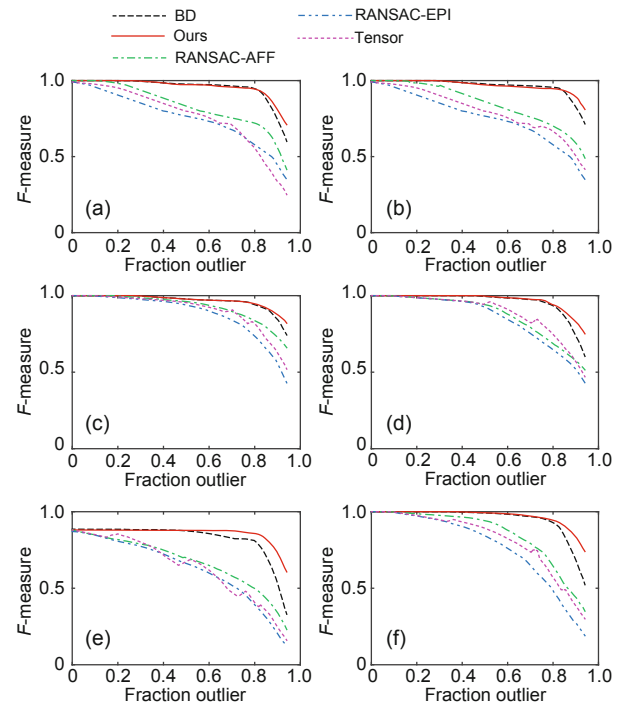 BD
RANSAC-EPI
Ours
Tensor
RANSAC-AFF
1.0
0.5
0
F-measure
(a)
0 0.2 0.4 0.6 0.8 1.0
Fraction outlier
1.0
0.5
0
F-measure
(b)
0 0.2 0.4 0.6 0.8 1.0
Fraction outlier
1.0
0.5
0
F-measure
(c)
0 0.2 0.4 0.6 0.8 1.0
Fraction outlier
1.0
0.5
0
F-measure
(d)
0 0.2 0.4 0.6 0.8 1.0
Fraction outlier
1.0
0.5
0
F-measure
(e)
0 0.2 0.4 0.6 0.8 1.0
Fraction outlier
1.0
0.5
0
F-measure
(f)
0 0.2 0.4 0.6 0.8 1.0
Fraction outlier